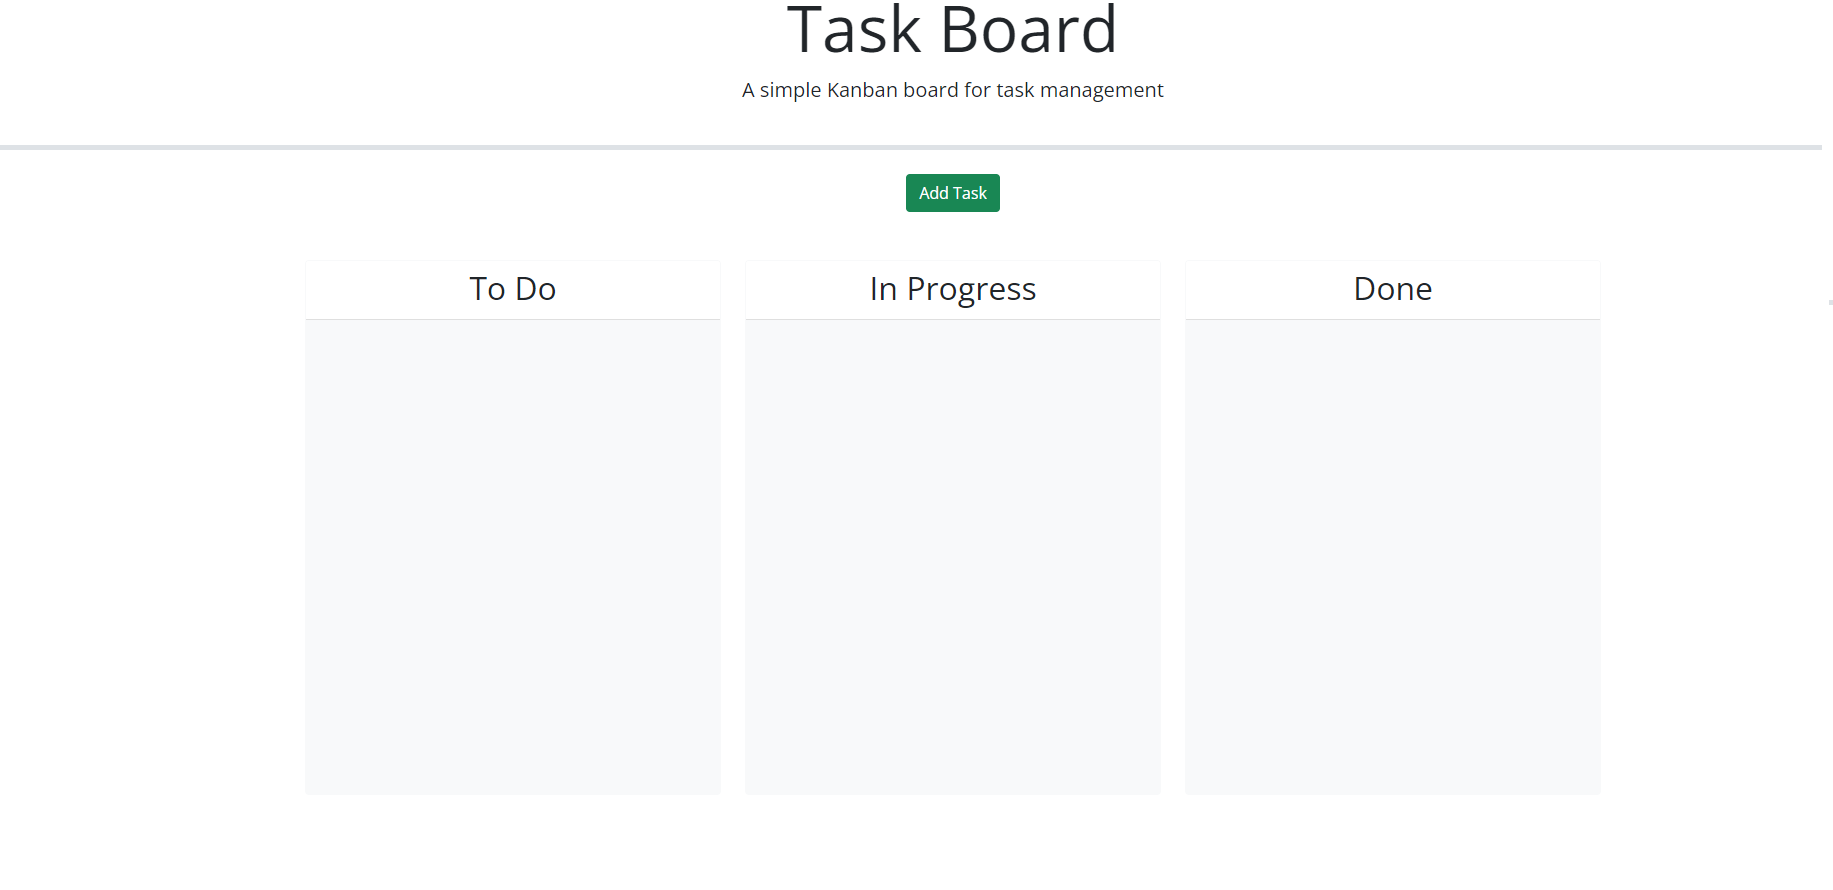 Task Board
A simple Kanban board for task management
Add Task
To Do
In Progress
Done